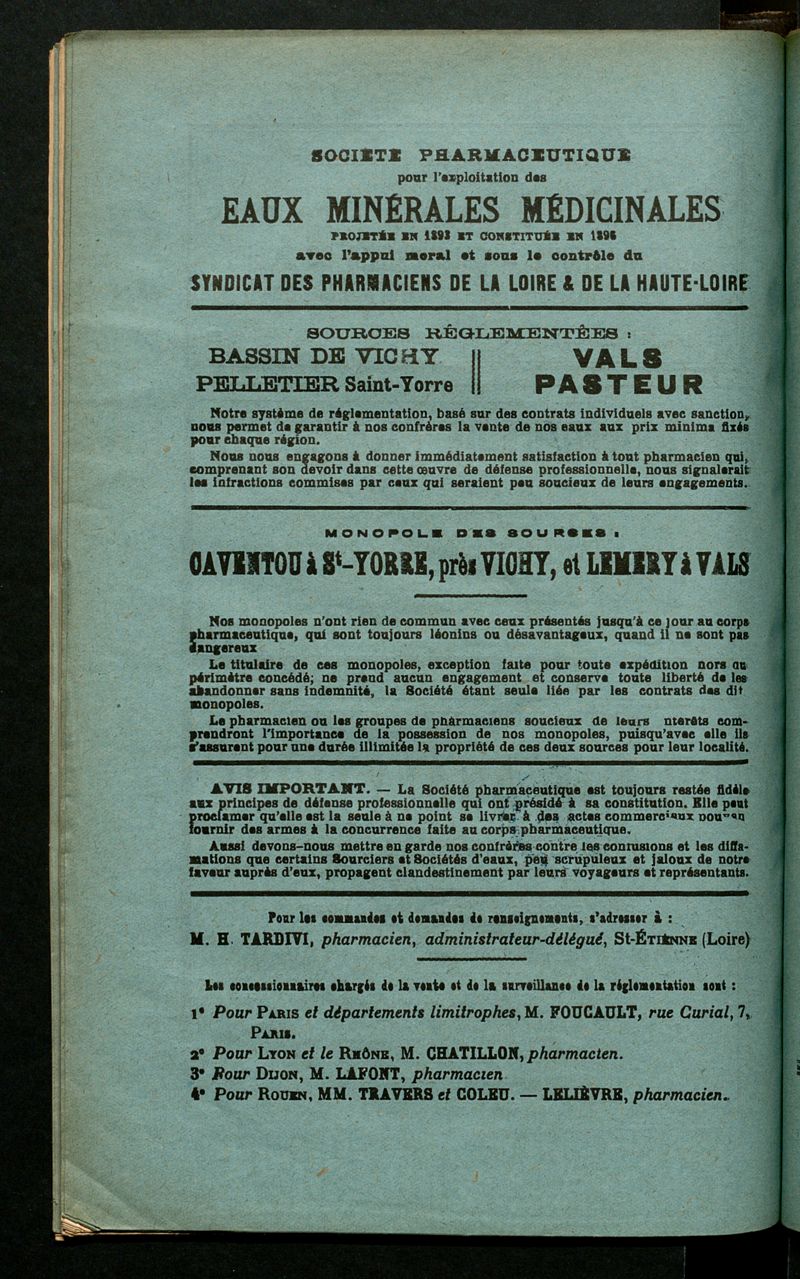 SOCIÉTÉ PHARMACEUTIQUE
pour l'exploitation des
EAUX MINÉRALES MÉDICINALES
PROJETÉE EN 1893 ET CONSTITUÉE EN 1896
avec l'appui moral et sous le contrôle du
SYNDICAT DES PHARMACIENS DE LA LOIRE & DE LA HAUTE-LOIRE
SOURCES RÉGLEMENTÉES :
BASSIN DE VICHY
PELLETIER Saint-Yorre
VALS
PASTEUR
Notre système de réglementation, basé sur des contrats individuels avec sanction,
nous permet de garantir à nos confrères la vente de nos eaux aux prix minima fixés
pour chaque région.
Nous nous engagons à donner immédiatement satisfaction à tout pharmacien qui,
comprenant son devoir dans cette œuvre de défense professionnelle, nous signalerait
les infractions commises par ceux qui seraient peu soucieux de leurs engagements.
MONOPOLE DES SOURSES :
CAVENTOU à St-YORRE, près VICHY, et LEMERY à VALS
Nos monopoles n'ont rien de commun avec ceux présentés jusqu'à ce jour au corps
pharmaceutique, qui sont toujours léonins ou désavantageux, quand il ne sont pas
dangereux
Le titulaire de ces monopoles, exception faite pour toute expédition hors du
périmètre concédé; ne prend aucun engagement et conserve toute liberté de les
abandonner sans indemnité, la Société étant seule liée par les contrats des dit
monopoles.
Le pharmacien ou les groupes de pharmaciens soucieux de leurs ntérêts com-
prendront l'importance de la possession de nos monopoles, puisqu'avec elle ils
s'assurent pour une durée illimitée la propriété de ces deux sources pour leur localité.
AVIS IMPORTANT. — La Société pharmaceutique est toujours restée fidèle
aux principes de défense professionnelle qui ont présidé à sa constitution. Elle peut
proclamer qu'elle est la seule à ne point se livrer à des actes commerciaux pouvan
fournir des armes à la concurrence faite au corps pharmaceutique.
Aussi devons-nous mettre en garde nos confrères contre les confusions et les diffa-
mations que certains Sourciers et Sociétés d'eaux, peu scrupuleux et jaloux de notre
faveur auprès d'eux, propagent clandestinement par leurs voyageurs et représentants.
Pour les commandes et demandes de renseignements, s'adresser à :
M. H. TARDIVI, pharmacien, administrateur-délégué, St-ÉTIENNE (Loire)
Les concessionnaires chargés de la vente et de la surveillance de la réglementation sont :
1° Pour PARIS et départements limitrophes, M. FOUCAULT, rue Curial, 7,
PARIS.
2° Pour LYON et le RHÔNE, M. CHATILLON, pharmacien.
3° Pour DIJON, M. LAFONT, pharmacien
4° Pour ROUEN, MM. TRAVERS et COLEU. — LELIÈVRE, pharmacien.